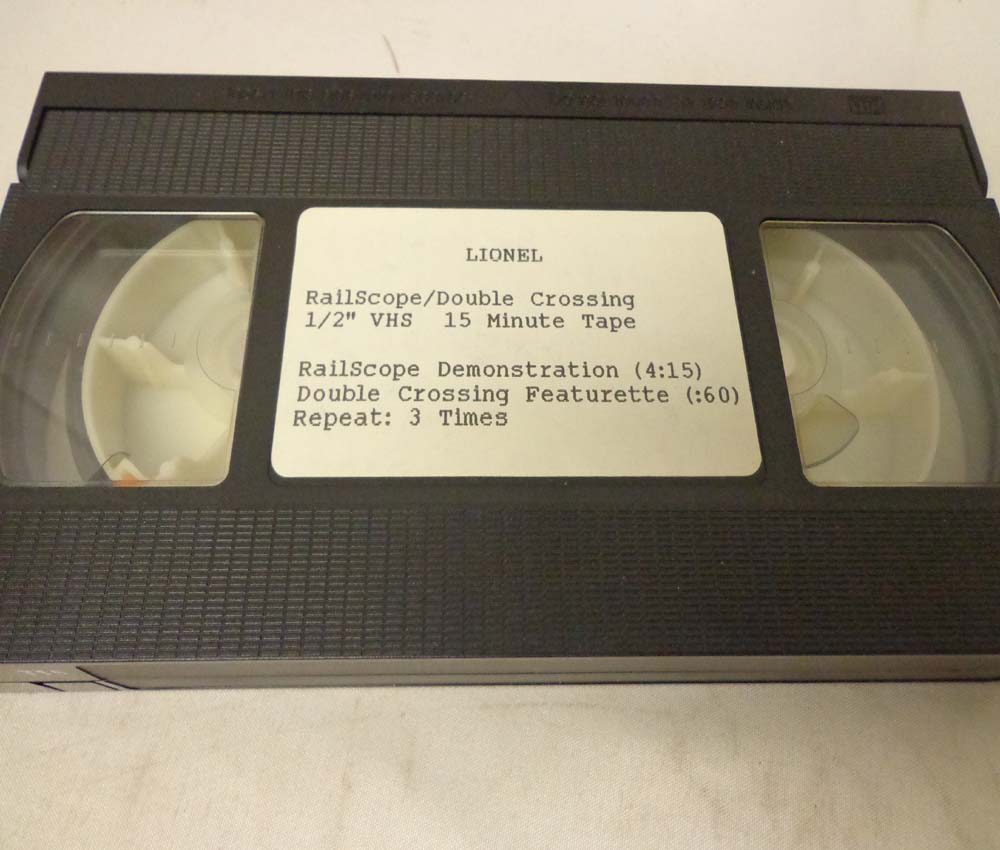 LIONEL
RailScope/Double Crossing
1/2" VHS 15 Minute Tape
RailScope Demonstration (4:15)
Double Crossing Featurette (:60)
Repeat: 3 Times